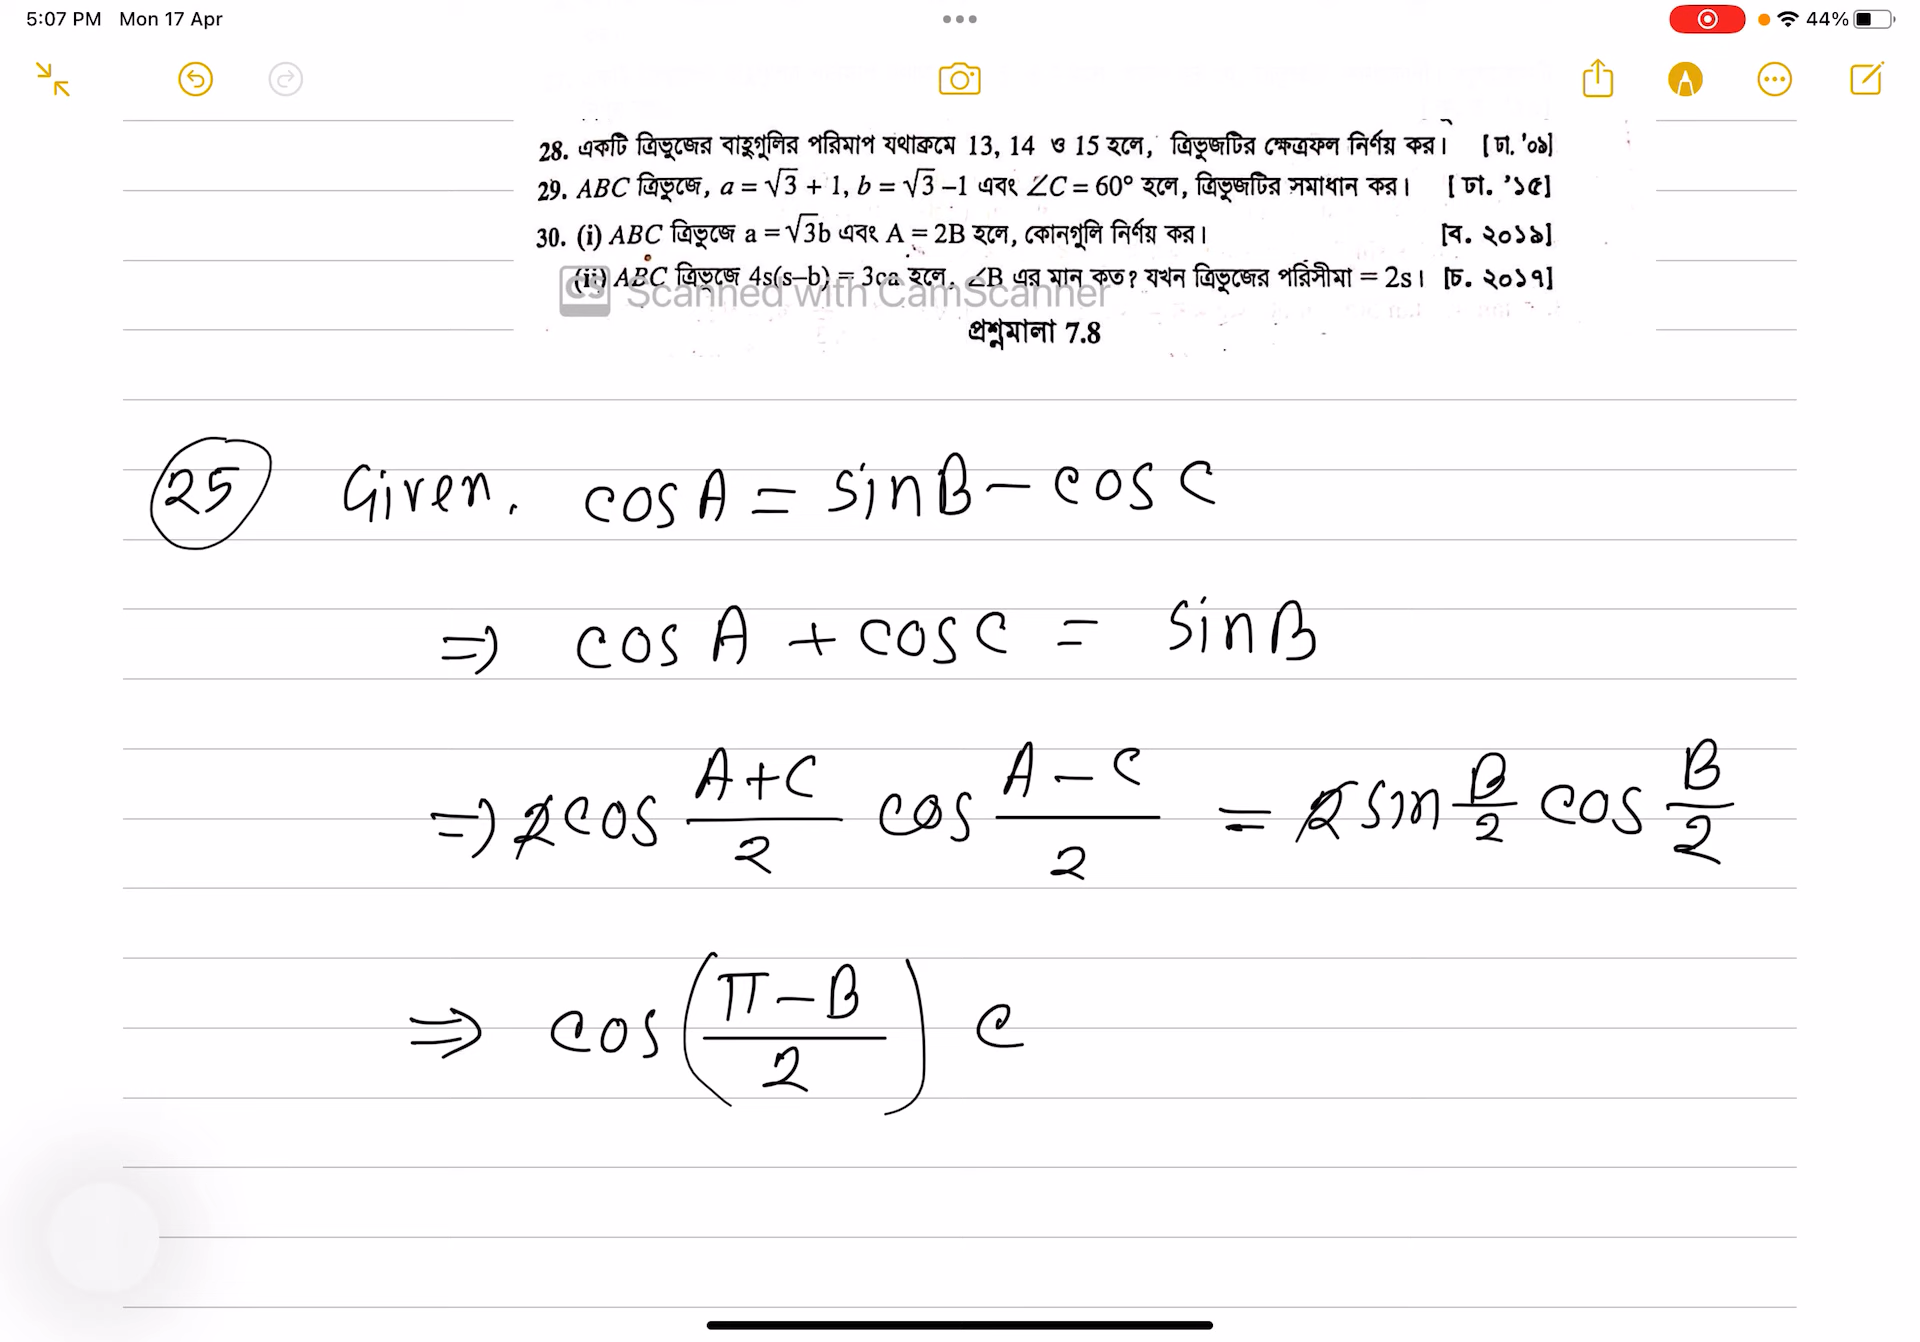 5:07 PM Mon 17 Apr
44%
28. একটি ত্রিভুজের বাহুগুলির পরিমাপ যথাক্রমে 13, 14 ও 15 হলে, ত্রিভুজটির ক্ষেত্রফল নির্ণয় কর। [ঢা. '০৯]
29. ABC ত্রিভুজে, a = √3 + 1, b = √3 –1 এবং ∠C = 60° হলে, ত্রিভুজটির সমাধান কর। [ঢা. '১৫]
30. (i) ABC ত্রিভুজে a = √3b এবং A = 2B হলে, কোনগুলি নির্ণয় কর। [ব. ২০১৯]
(ii) ABC ত্রিভুজে 4s(s–b) = 3ca হলে, ∠B এর মান কত? যখন ত্রিভুজের পরিসীমা = 2s। [চ. ২০১৭]
CS Scanned with CamScanner
প্রশ্নমালা 7.8
25 Given, cos A = sin B – cos C
⇒ cos A + cos C = sin B
⇒ 2 cos (A+C)/2 cos (A–C)/2 = 2 sin B/2 cos B/2
⇒ cos((π–B)/2) c